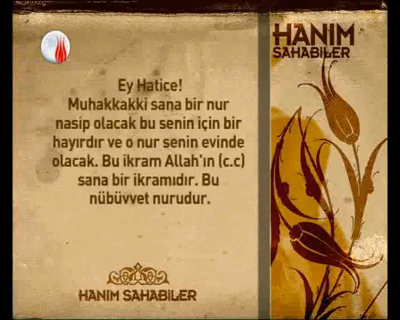 HANIM
SAHABİLER
Ey Hatice!
Muhakkakki sana bir nur
nasip olacak bu senin için bir
hayırdır ve o nur senin evinde
olacak. Bu ikram Allah'ın (c.c)
sana bir ikramıdır. Bu
nübüvvet nurudur.
HANIM SAHABİLER